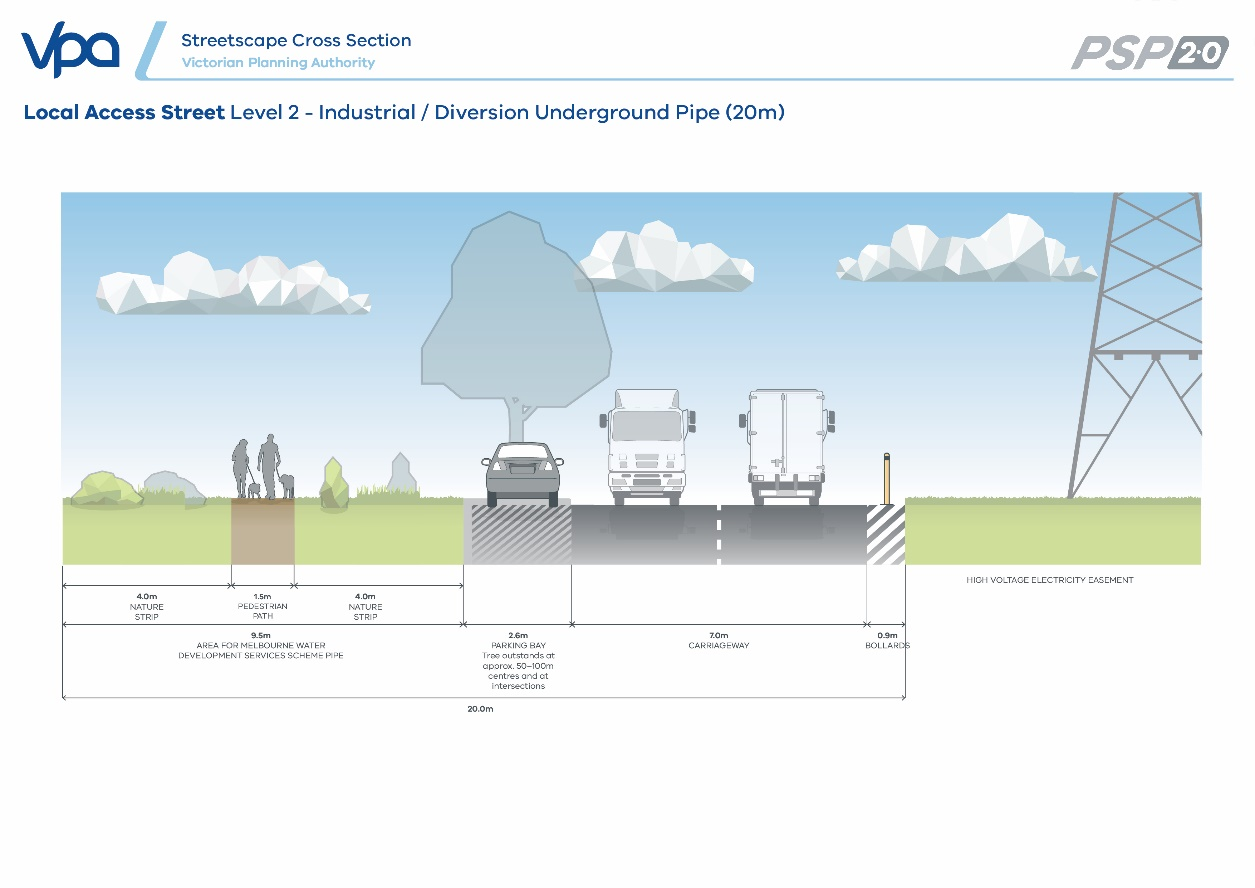 vpa
Streetscape Cross Section
Victorian Planning Authority
PSP 2.0
Local Access Street Level 2 - Industrial / Diversion Underground Pipe (20m)
HIGH VOLTAGE ELECTRICITY EASEMENT
4.0m
NATURE
STRIP
1.5m
PEDESTRIAN
PATH
4.0m
NATURE
STRIP
9.5m
AREA FOR MELBOURNE WATER
DEVELOPMENT SERVICES SCHEME PIPE
2.6m
PARKING BAY
Tree outstands at
approx. 50–100m
centres and at
intersections
7.0m
CARRIAGEWAY
0.9m
BOLLARDS
20.0m